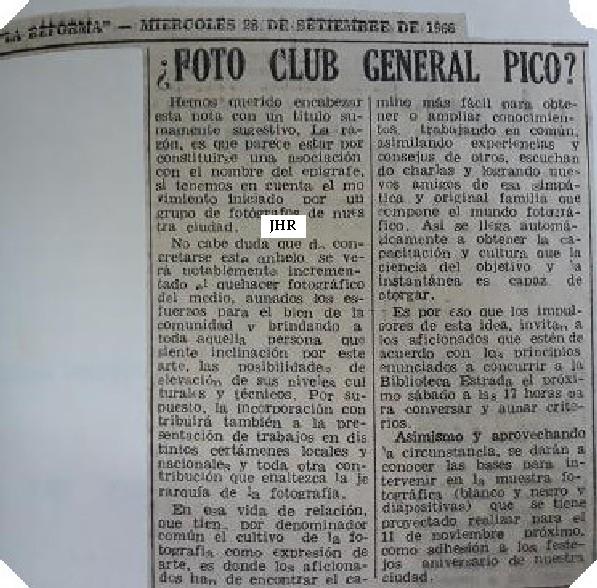 "LA REFORMA" — MIERCOLES 28 DE SETIEMBRE DE 1966
¿FOTO CLUB GENERAL PICO?
Hemos querido encabezar
esta nota con un título su-
mamente sugestivo. La ra-
zón, es que parece estar por
constituirse una asociación
con el nombre del epígrafe,
si tenemos en cuenta el mo
vimiento iniciado por un
grupo de fotógrafos de nues
tra ciudad.
JHR
No cabe duda que de con-
cretarse este anhelo se ve-
rá notablemente incremen-
tado el quehacer fotográfico
del medio, aunados los es-
fuerzos para el bien de la
comunidad y brindando a
toda aquella persona que
siente inclinación por este
arte, las posibilidades de
elevación de sus niveles cul
turales y técnicos. Por su-
puesto, la incorporación con
tribuirá también a la pre-
sentación de trabajos en dis
tintos certámenes locales y
nacionales y toda otra con-
tribución que enaltezca la je
rarquía de la fotografía.
En esa vida de relación,
que tiene por denominador
común el cultivo de la fo-
tografía como expresión de
arte, es donde los aficiona-
dos han de encontrar el ca-
mino más fácil para obte-
ner o ampliar conocimien-
tos, trabajando en común,
asimilando experiencias y
consejos de otros, escuchan
do charlas y logrando nue-
vos amigos de esa simpá-
tica y original familia que
compone el mundo fotográ-
fico. Así se llega automá-
ticamente a obtener la ca-
pacitación y cultura que la
ciencia del objetivo y la
instantánea es capaz de
otorgar.
Es por eso que los impul-
sores de esta idea, invitan a
los aficionados que estén de
acuerdo con los principios
enunciados a concurrir a la
Biblioteca Estrada el próxi-
mo sábado a las 17 horas pa
ra conversar y aunar crite-
rios.
Asimismo y aprovechando
la circunstancia, se darán a
conocer las bases para in-
tervenir en la muestra fo-
tográfica (blanco y negro y
diapositivas) que se tiene
proyectado realizar para el
11 de noviembre próximo,
como adhesión a los feste-
jos aniversario de nuestra
ciudad.